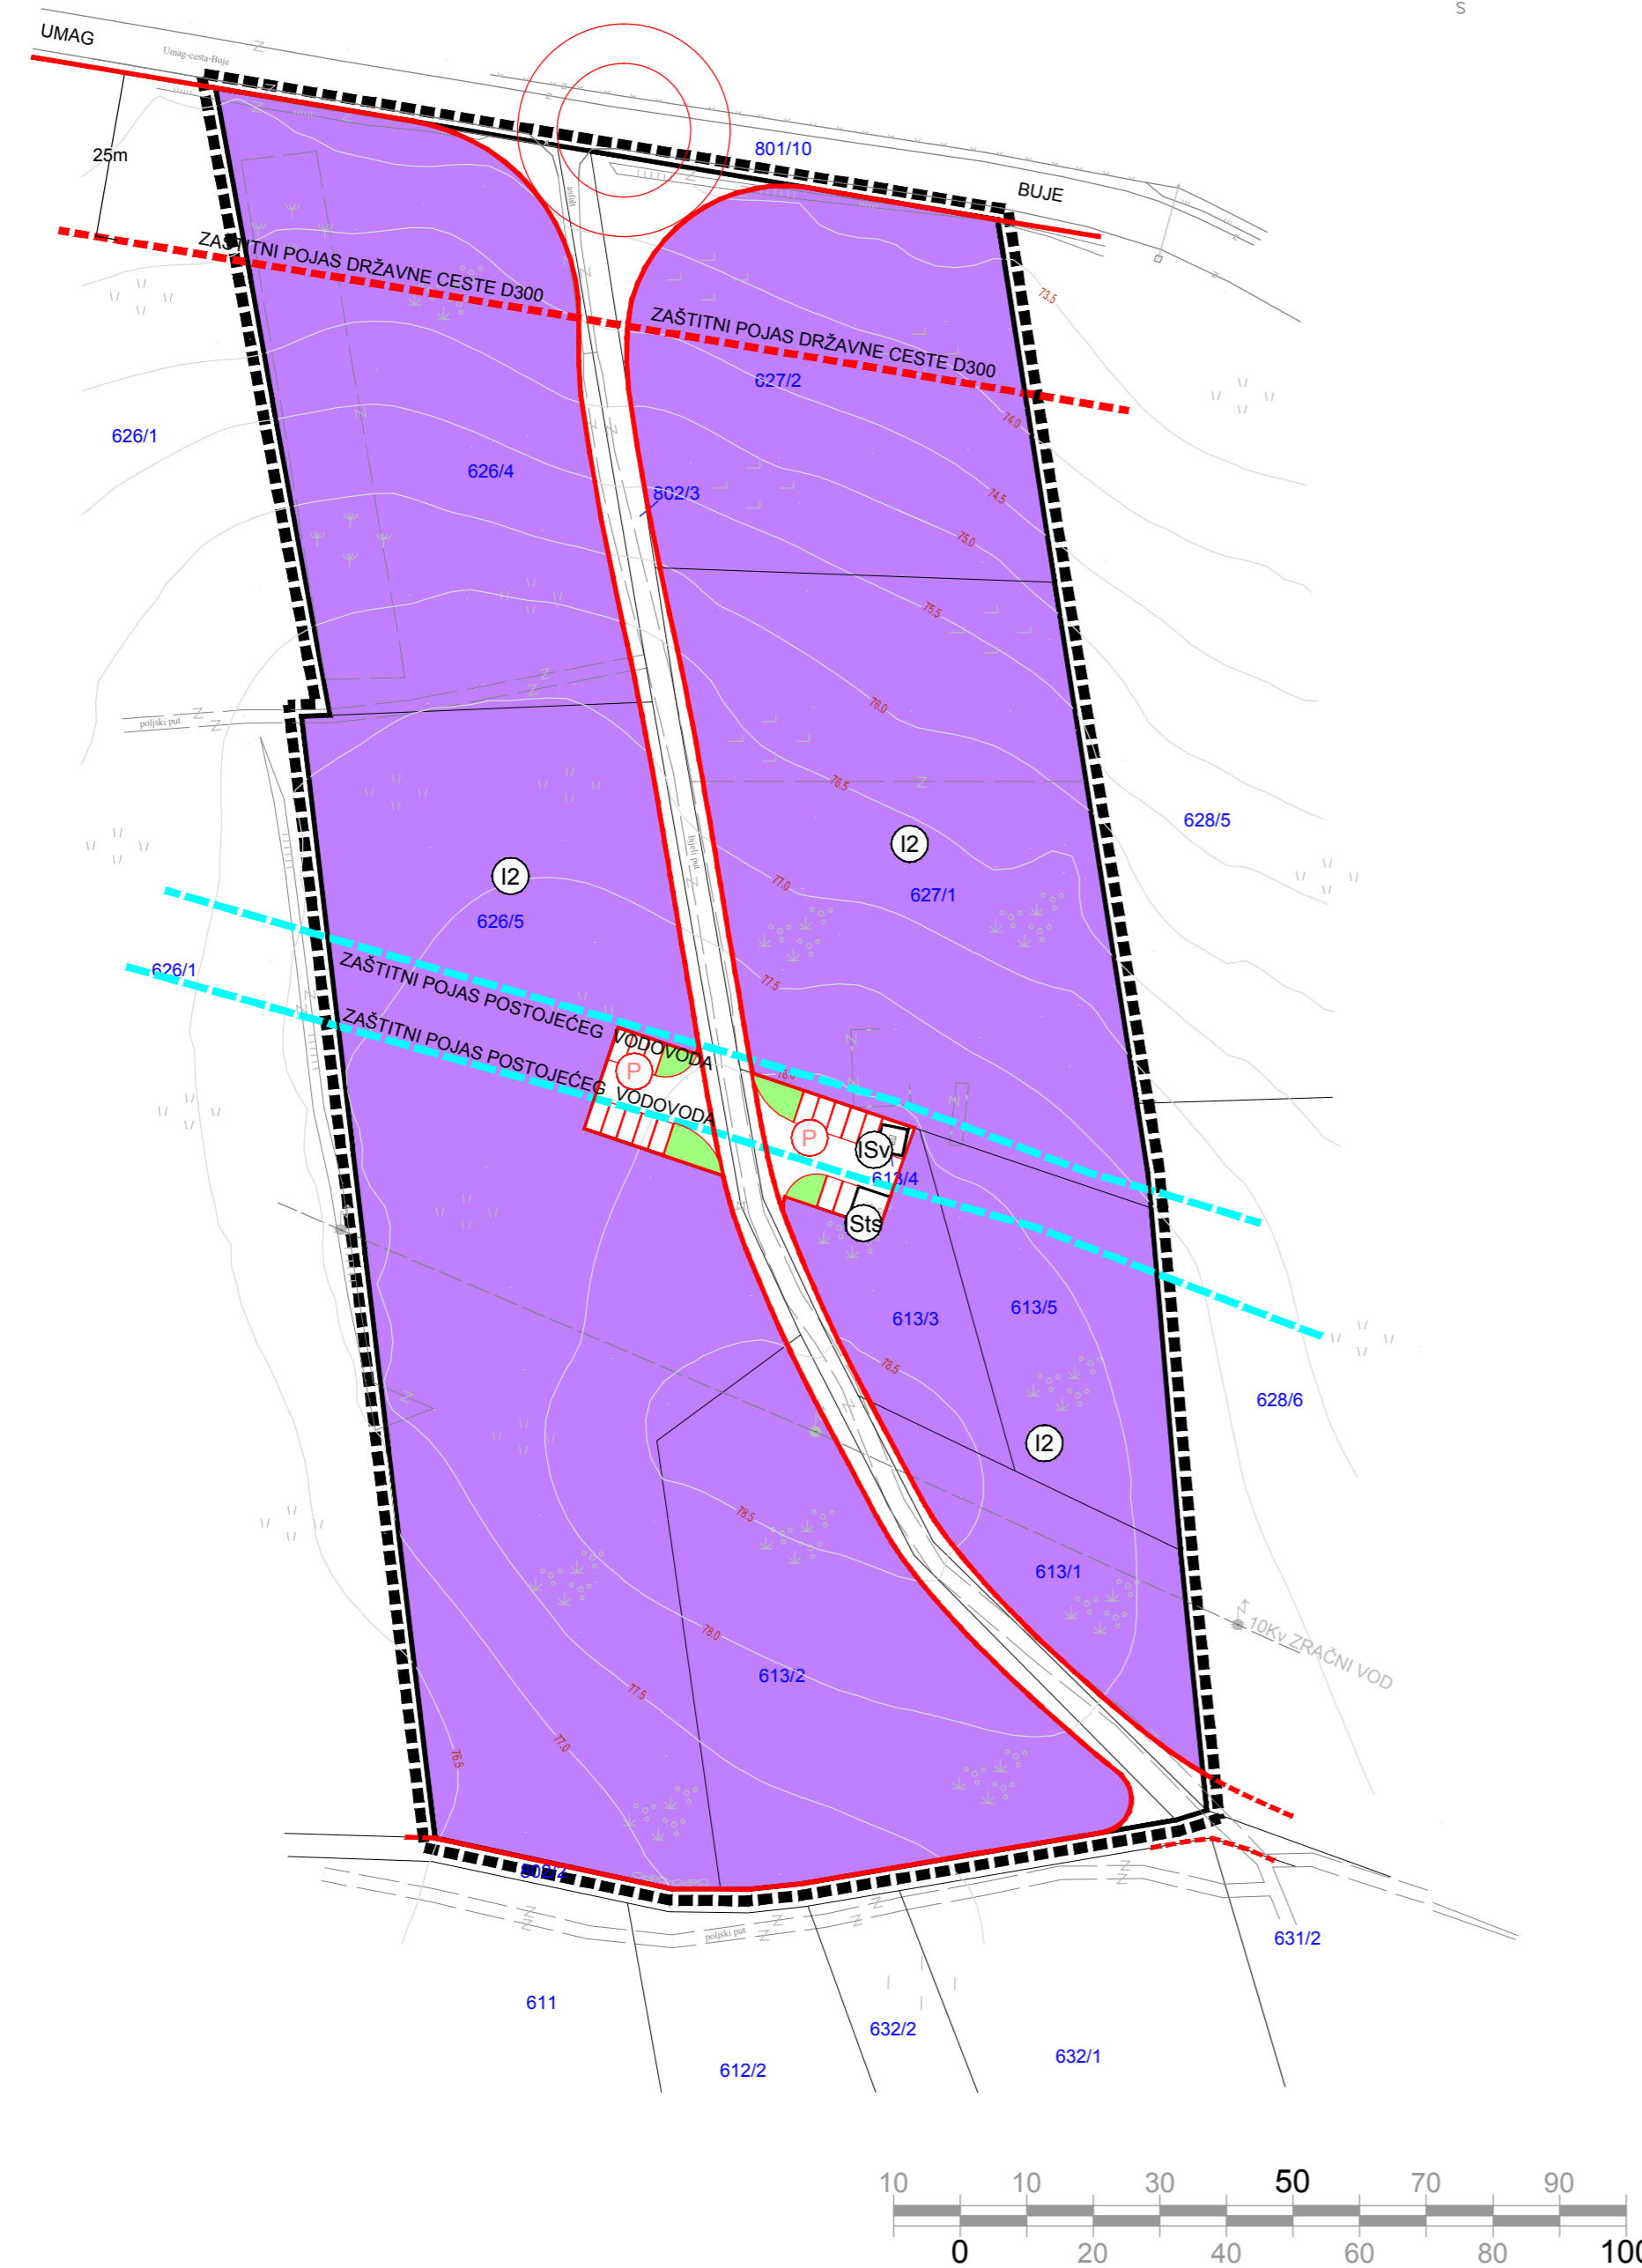 S
UMAG
Umag-cesta-Buje
25m
801/10
BUJE
asfalt
ZAŠTITNI POJAS DRŽAVNE CESTE D300
ZAŠTITNI POJAS DRŽAVNE CESTE D300
73.5
627/2
74.0
626/1
626/4
802/3
74.5
75.0
75.5
76.0
poljski put
76.5
628/5
bijeli put
I2
I2
77.0
627/1
626/5
626/1
77.5
ZAŠTITNI POJAS POSTOJEĆEG VODOVODA
ZAŠTITNI POJAS POSTOJEĆEG VODOVODA
P
78.0
P
ISv
613/4
Sts
613/3
613/5
78.5
628/6
I2
78.5
613/1
10Kv ZRAČNI VOD
78.0
613/2
77.5
77.0
76.5
poljski put
631/2
611
632/2
632/1
612/2
10 10 30 50 70 90
0 20 40 60 80 100